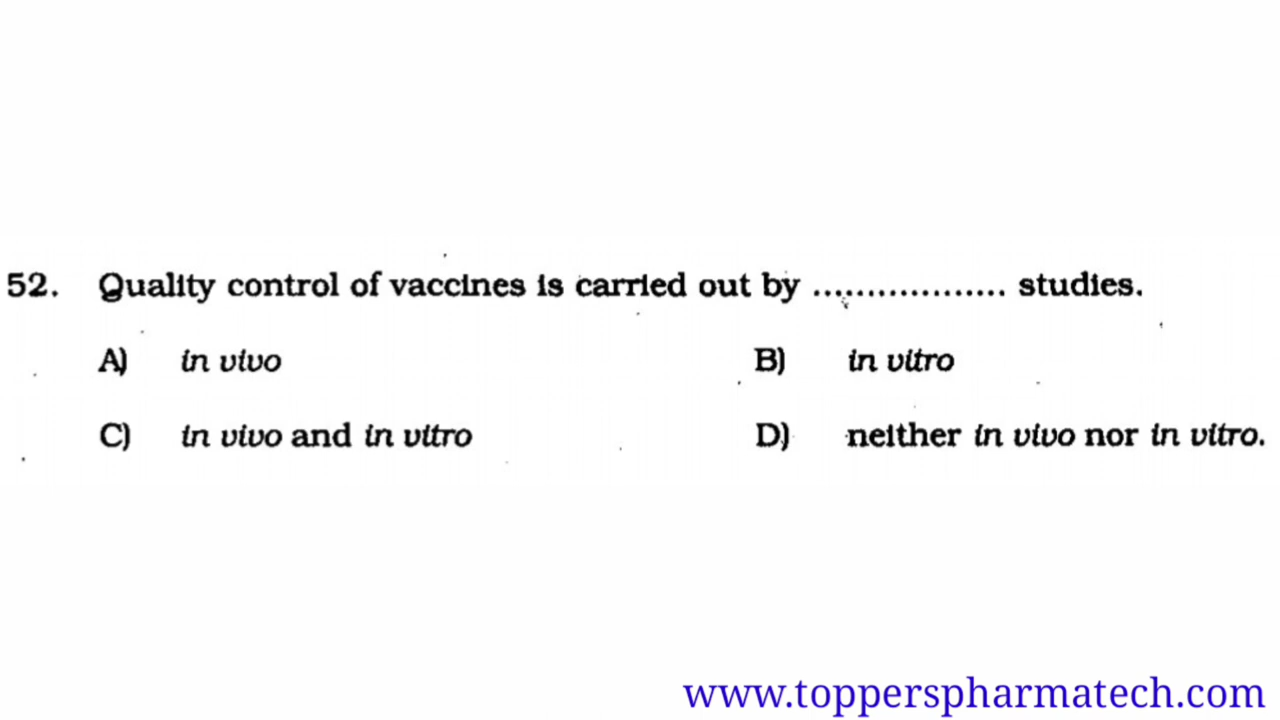 52. Quality control of vaccines is carried out by .................. studies.
A) in vivo B) in vitro
C) in vivo and in vitro D) neither in vivo nor in vitro.
www.topperspharmatech.com